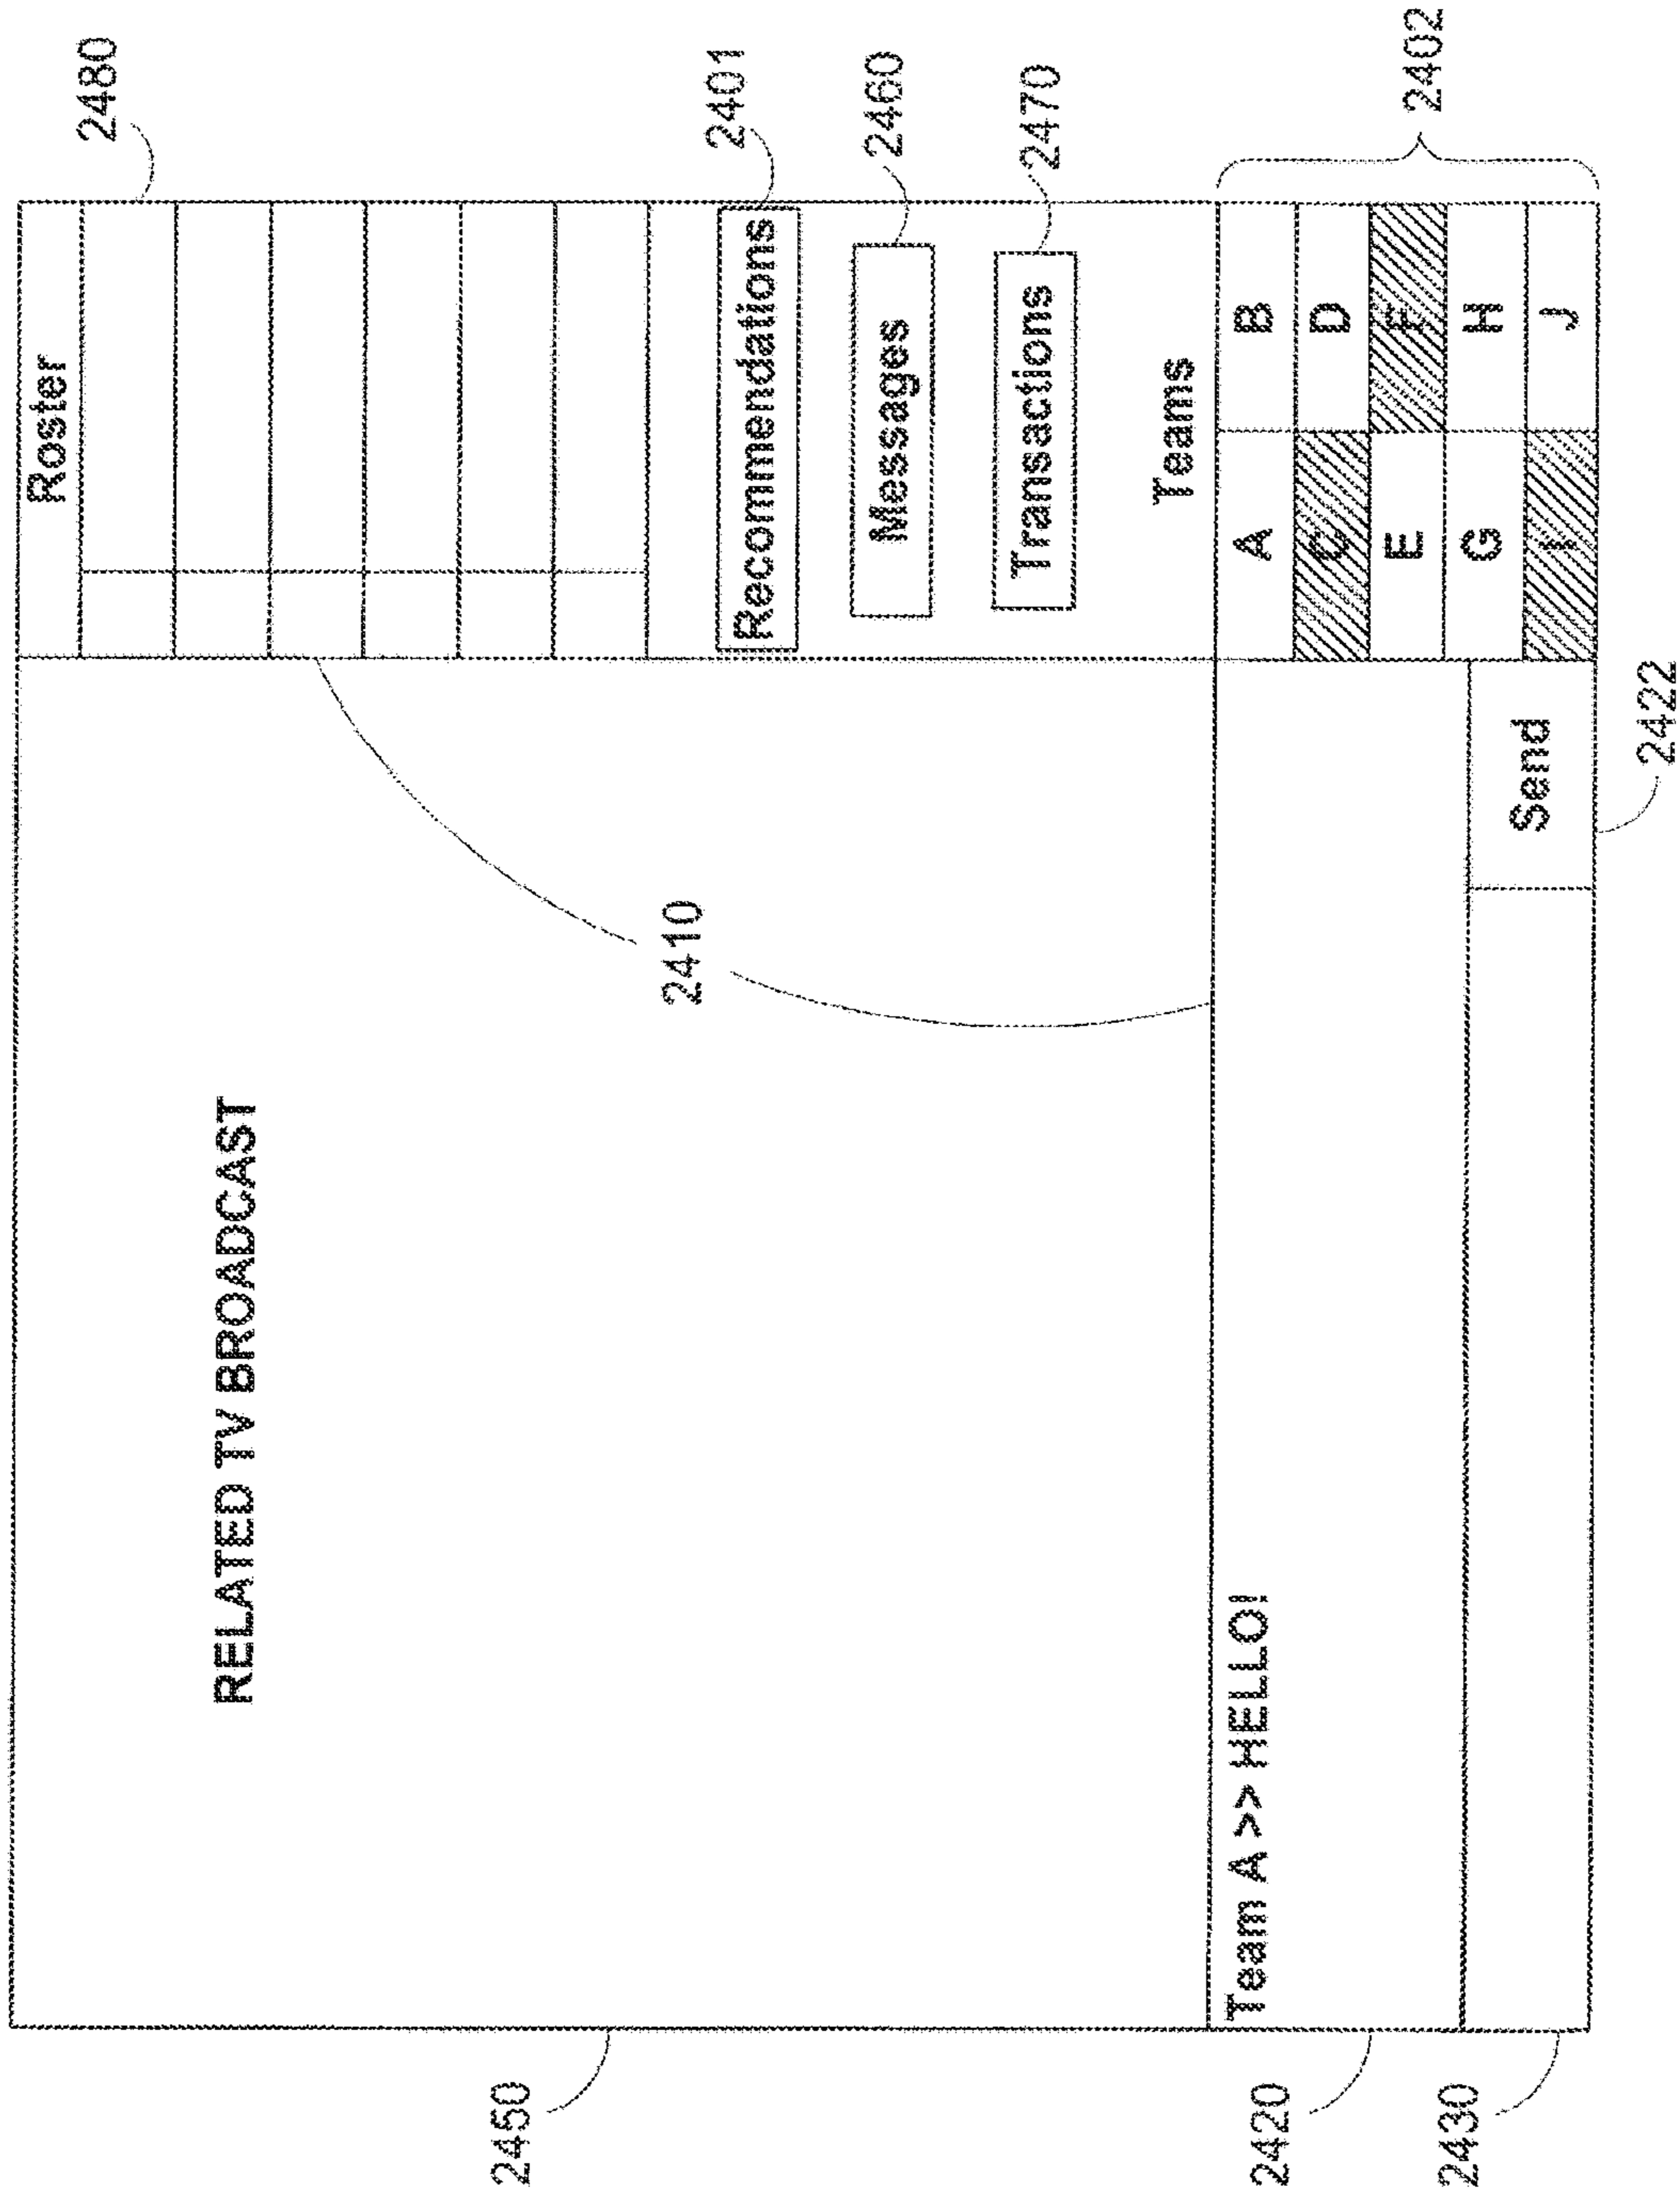 Roster
2480
RELATED TV BROADCAST
2410
Recommendations
2401
2450
Messages
2460
Transactions
2470
Teams
Team A >> HELLO!
A B
C D
E F
G H
I J
2402
2420
2430
Send
2422